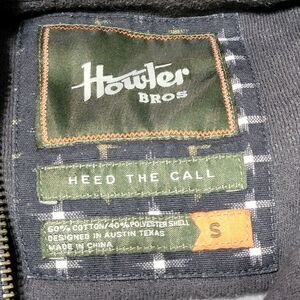 Howler
BROS
HEED THE CALL
60% COTTON/40% POLYESTER SHELL
DESIGNED IN AUSTIN TEXAS
MADE IN CHINA
S